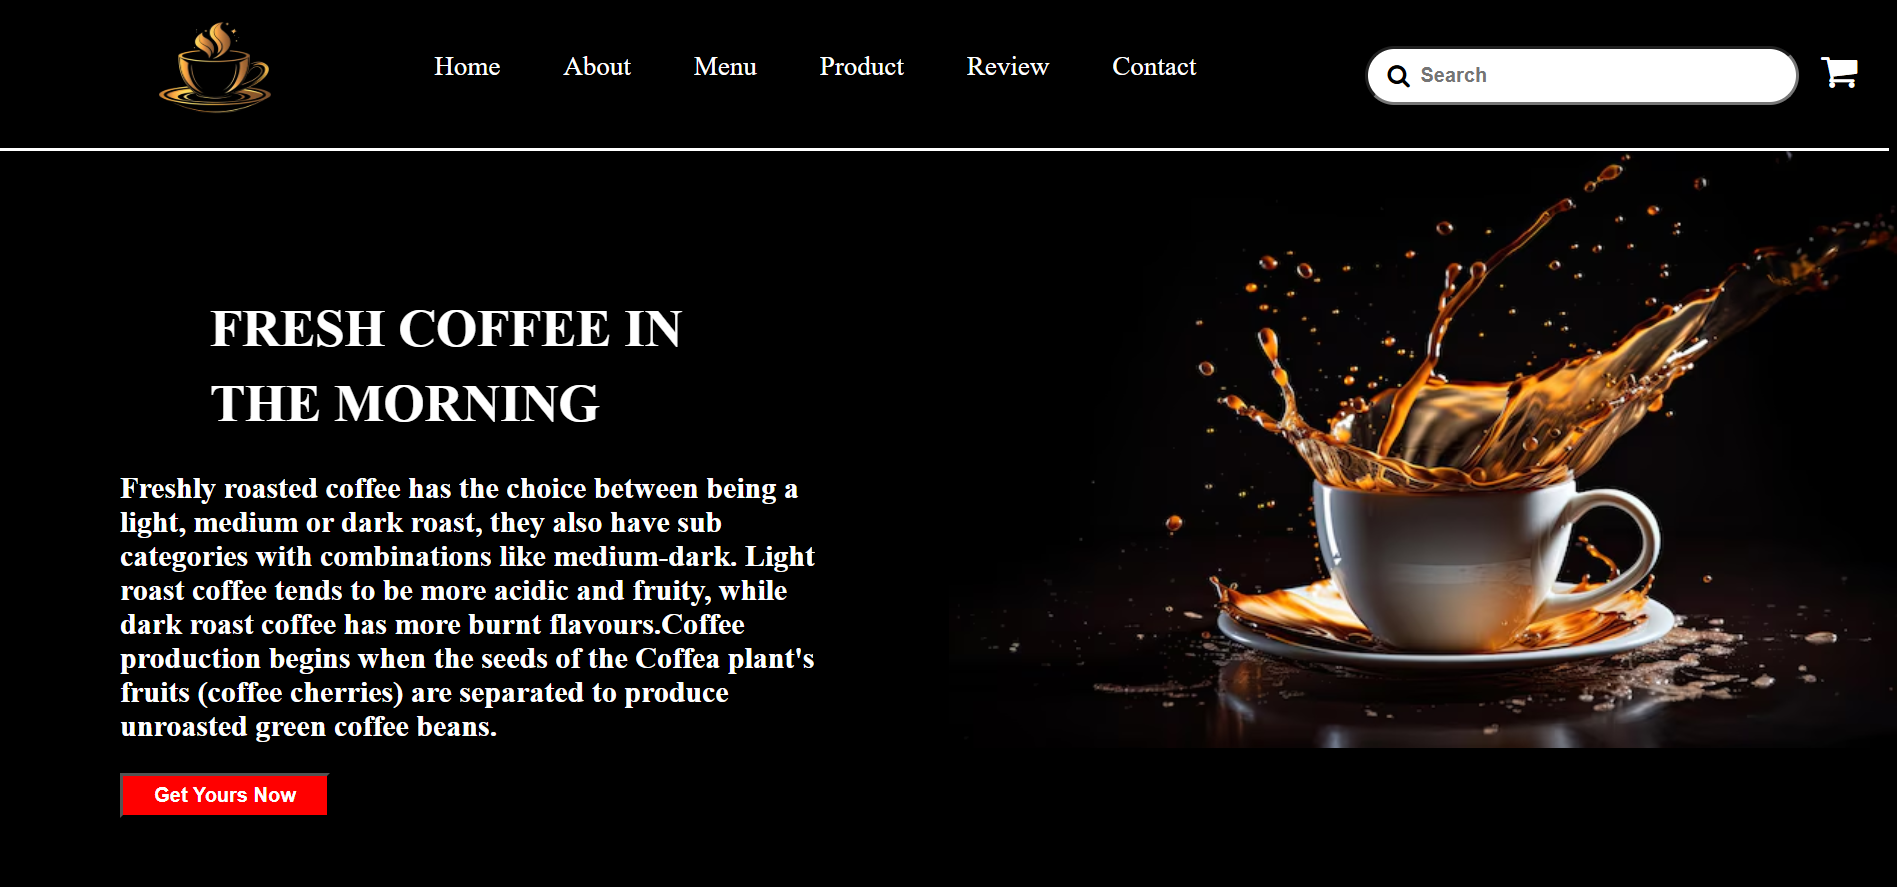 Home About Menu Product Review Contact Search
FRESH COFFEE IN
THE MORNING
Freshly roasted coffee has the choice between being a
light, medium or dark roast, they also have sub
categories with combinations like medium-dark. Light
roast coffee tends to be more acidic and fruity, while
dark roast coffee has more burnt flavours.Coffee
production begins when the seeds of the Coffea plant's
fruits (coffee cherries) are separated to produce
unroasted green coffee beans.
Get Yours Now